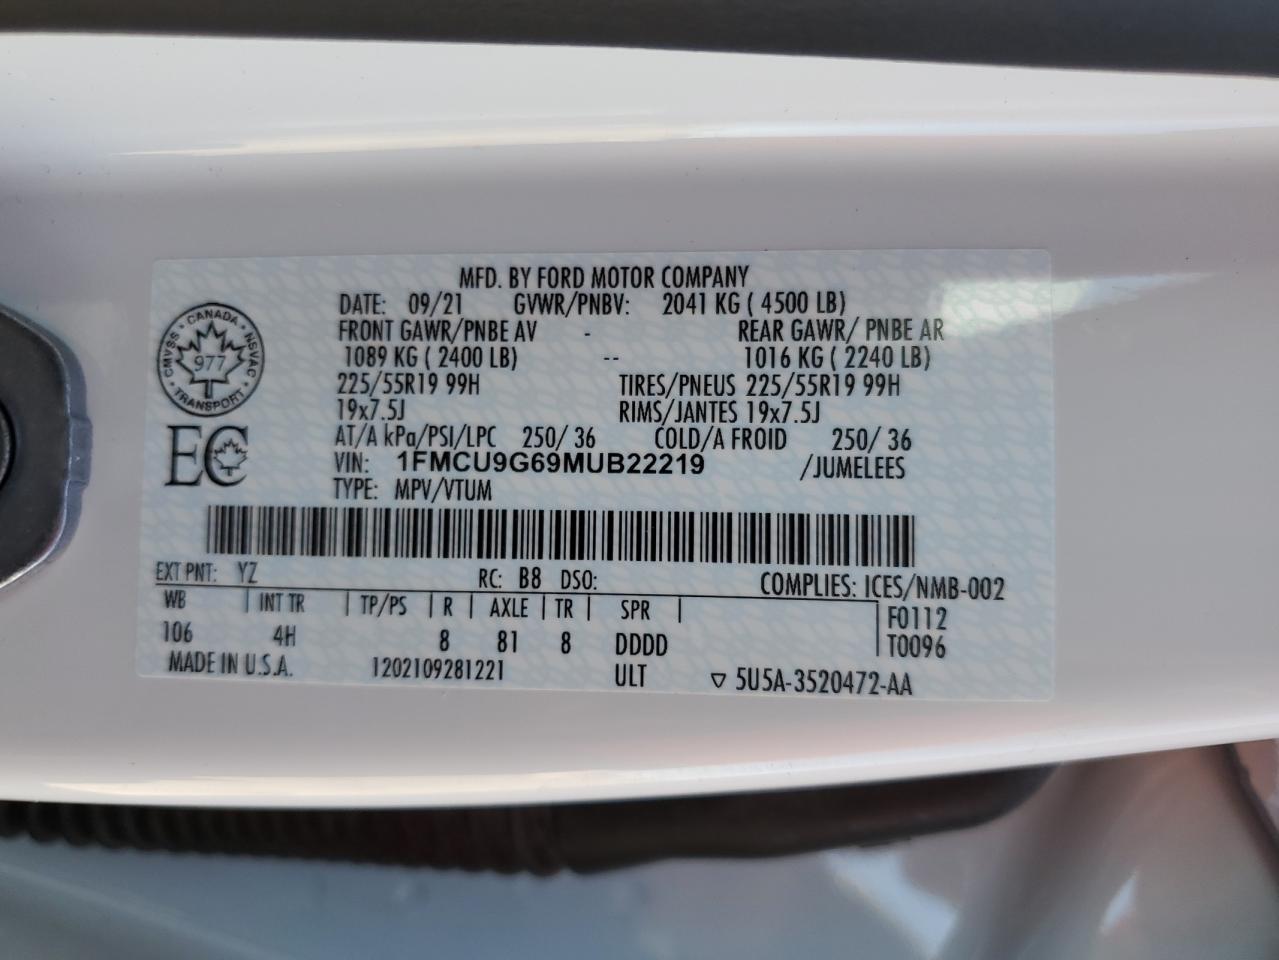 MFD. BY FORD MOTOR COMPANY
DATE: 09/21 GVWR/PNBV: 2041 KG ( 4500 LB)
FRONT GAWR/PNBE AV - REAR GAWR/ PNBE AR
1089 KG ( 2400 LB) -- 1016 KG ( 2240 LB)
225/55R19 99H TIRES/PNEUS 225/55R19 99H
19x7.5J RIMS/JANTES 19x7.5J
AT/A kPa/PSI/LPC 250/ 36 COLD/A FROID 250/ 36
VIN: 1FMCU9G69MUB22219 /JUMELEES
TYPE: MPV/VTUM
CANADA
CMVSS NSVAC
977
TRANSPORT
EC
EXT PNT: YZ RC: B8 DSO: COMPLIES: ICES/NMB-002
WB INT TR TP/PS R AXLE TR SPR F0112
106 4H 8 81 8 DDDD T0096
MADE IN U.S.A. 1202109281221 ULT ▽ 5U5A-3520472-AA